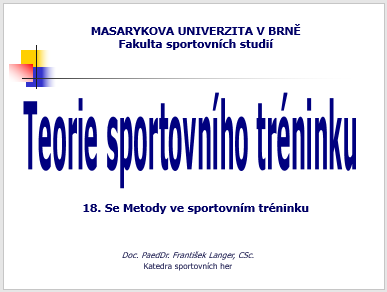 MASARYKOVA UNIVERZITA V BRNĚ
Fakulta sportovních studií
Teorie sportovního tréninku
18. Se Metody ve sportovním tréninku
Doc. PaedDr. František Langer, CSc.
Katedra sportovních her